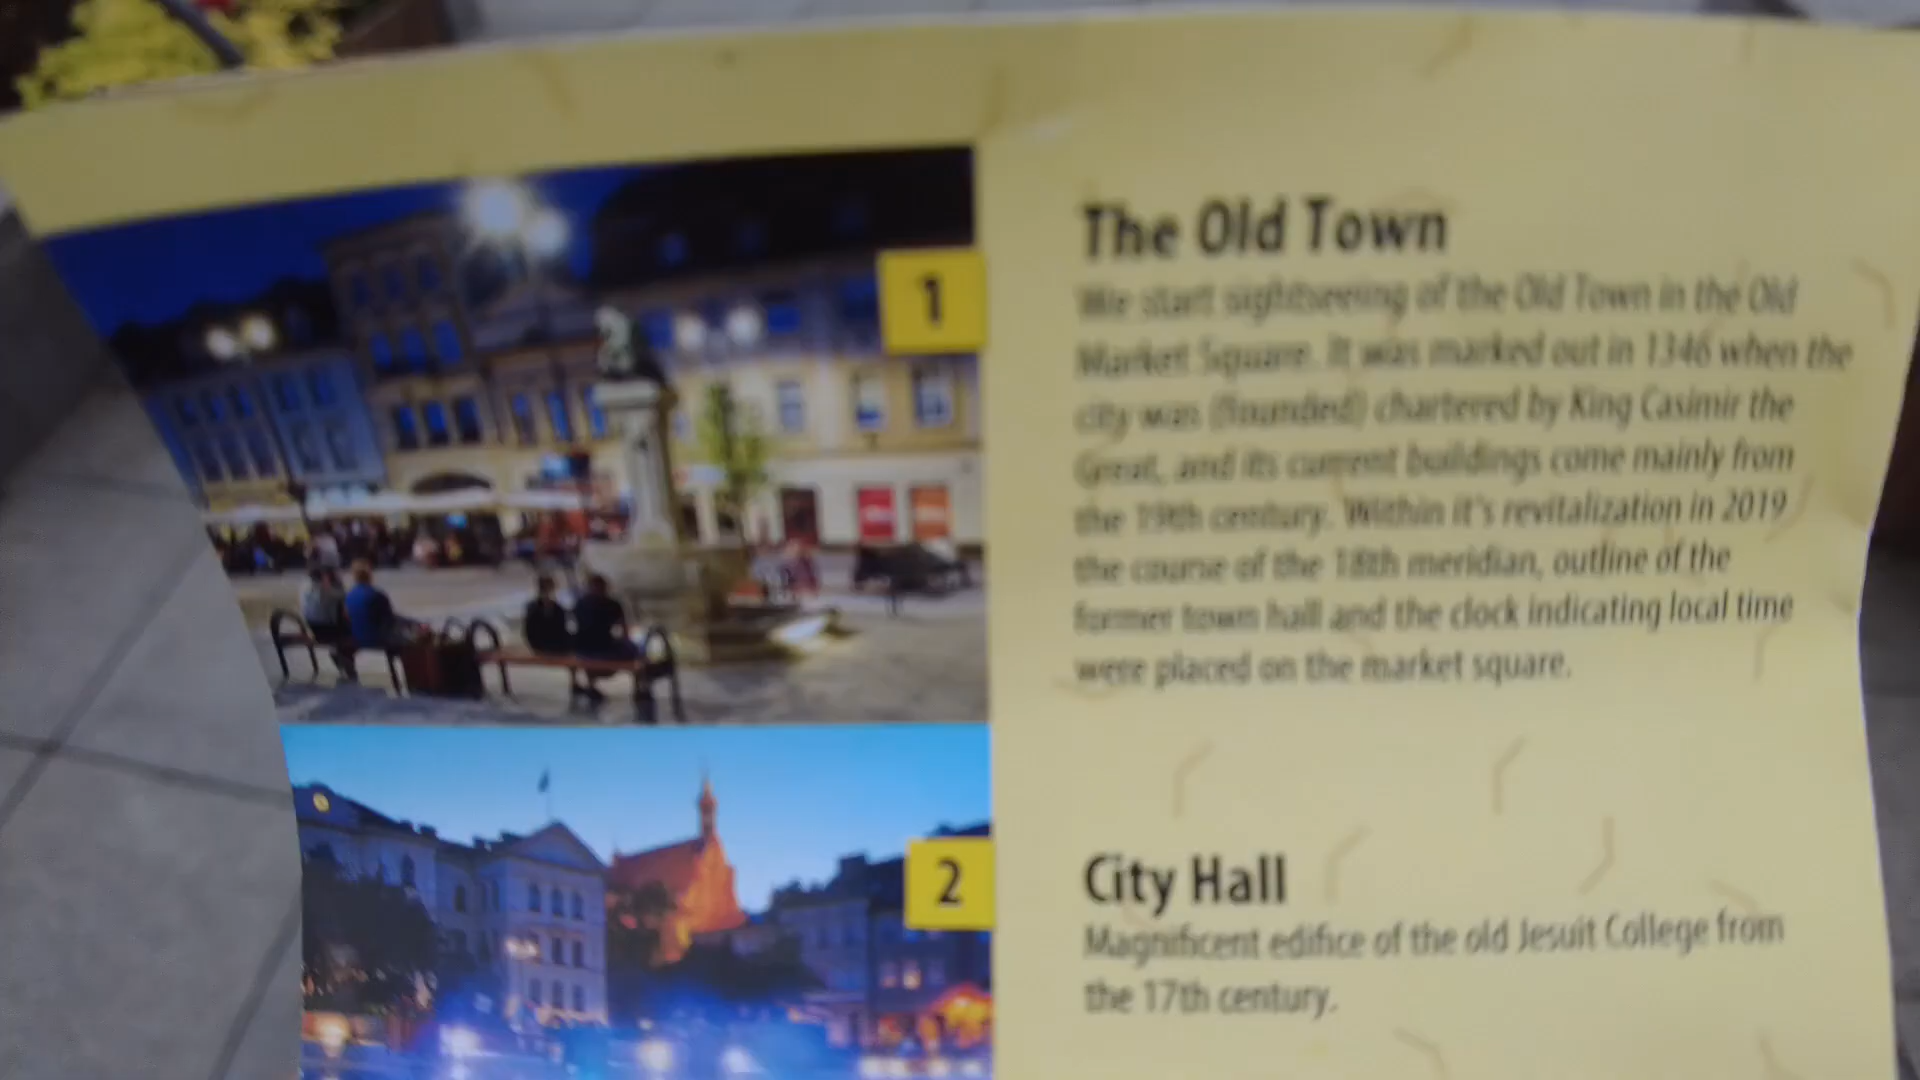 1
The Old Town
We start sightseeing of the Old Town in the Old
Market Square. It was marked out in 1346 when the
city was (founded) chartered by King Casimir the
Great, and its current buildings come mainly from
the 19th century. Within it's revitalization in 2019
the course of the 18th meridian, outline of the
former town hall and the clock indicating local time
were placed on the market square.
2
City Hall
Magnificent edifice of the old Jesuit College from
the 17th century.